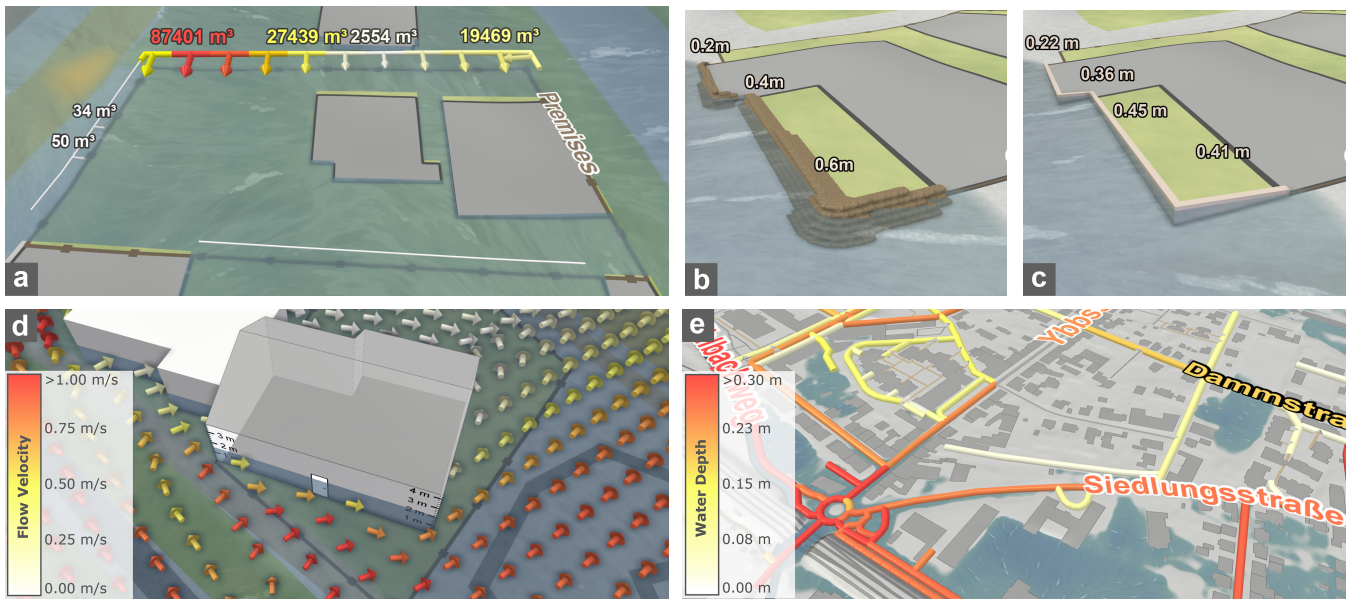 87401 m³
27439 m³
2554 m³
19469 m³
34 m³
50 m³
Premises
a
0.2m
0.4m
0.6m
b
0.22 m
0.36 m
0.45 m
0.41 m
c
d
>1.00 m/s
0.75 m/s
0.50 m/s
0.25 m/s
0.00 m/s
Flow Velocity
3 m
2 m
4 m
3 m
2 m
1 m
e
>0.30 m
0.23 m
0.15 m
0.08 m
0.00 m
Water Depth
Ybbs
Dammstra
Siedlungsstraße